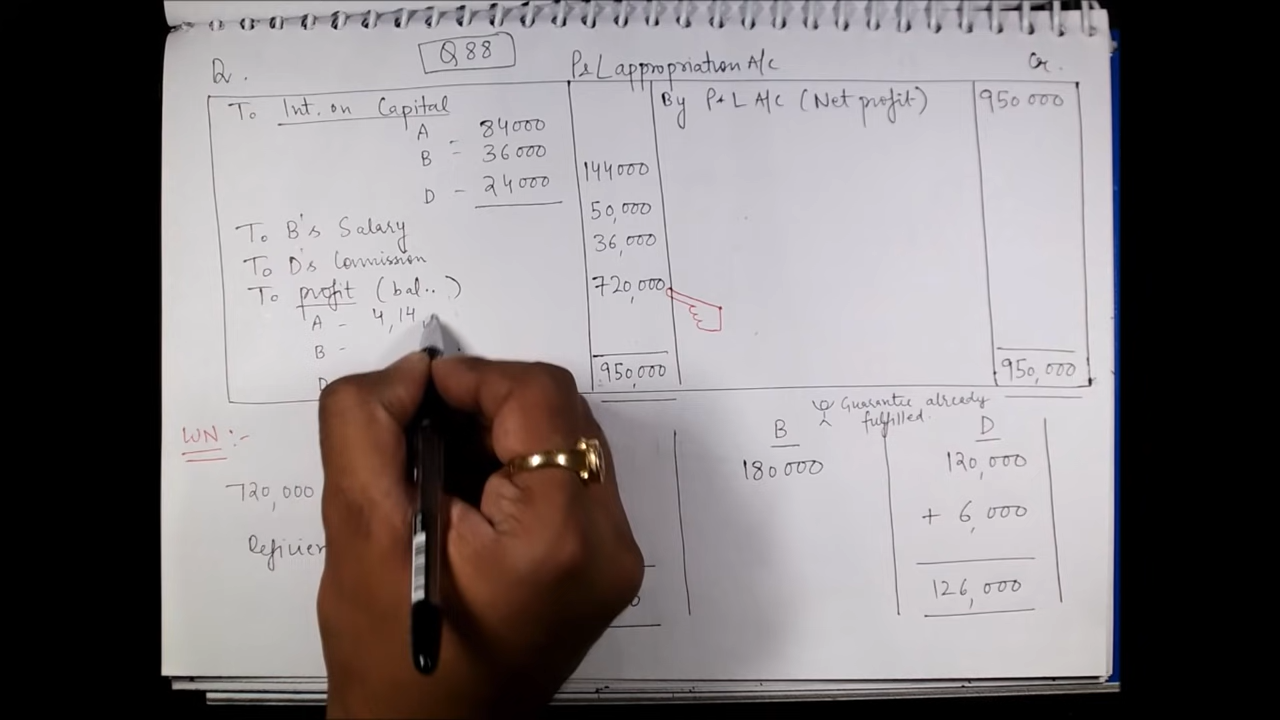 Q88
Dr. P&L appropriation A/c Cr.
To Int. on Capital
A = 84000
B = 36000
D - 24000
144000
To B's Salary 50,000
To D's Commission 36,000
To profit (bal..) 720,000
A - 4,14,
B -
D
950,000
By P&L A/c (Net profit) 950000
950,000
WN :-
720,000
B
180000
Guarantee already
fulfilled.
D
120,000
+ 6,000
126,000